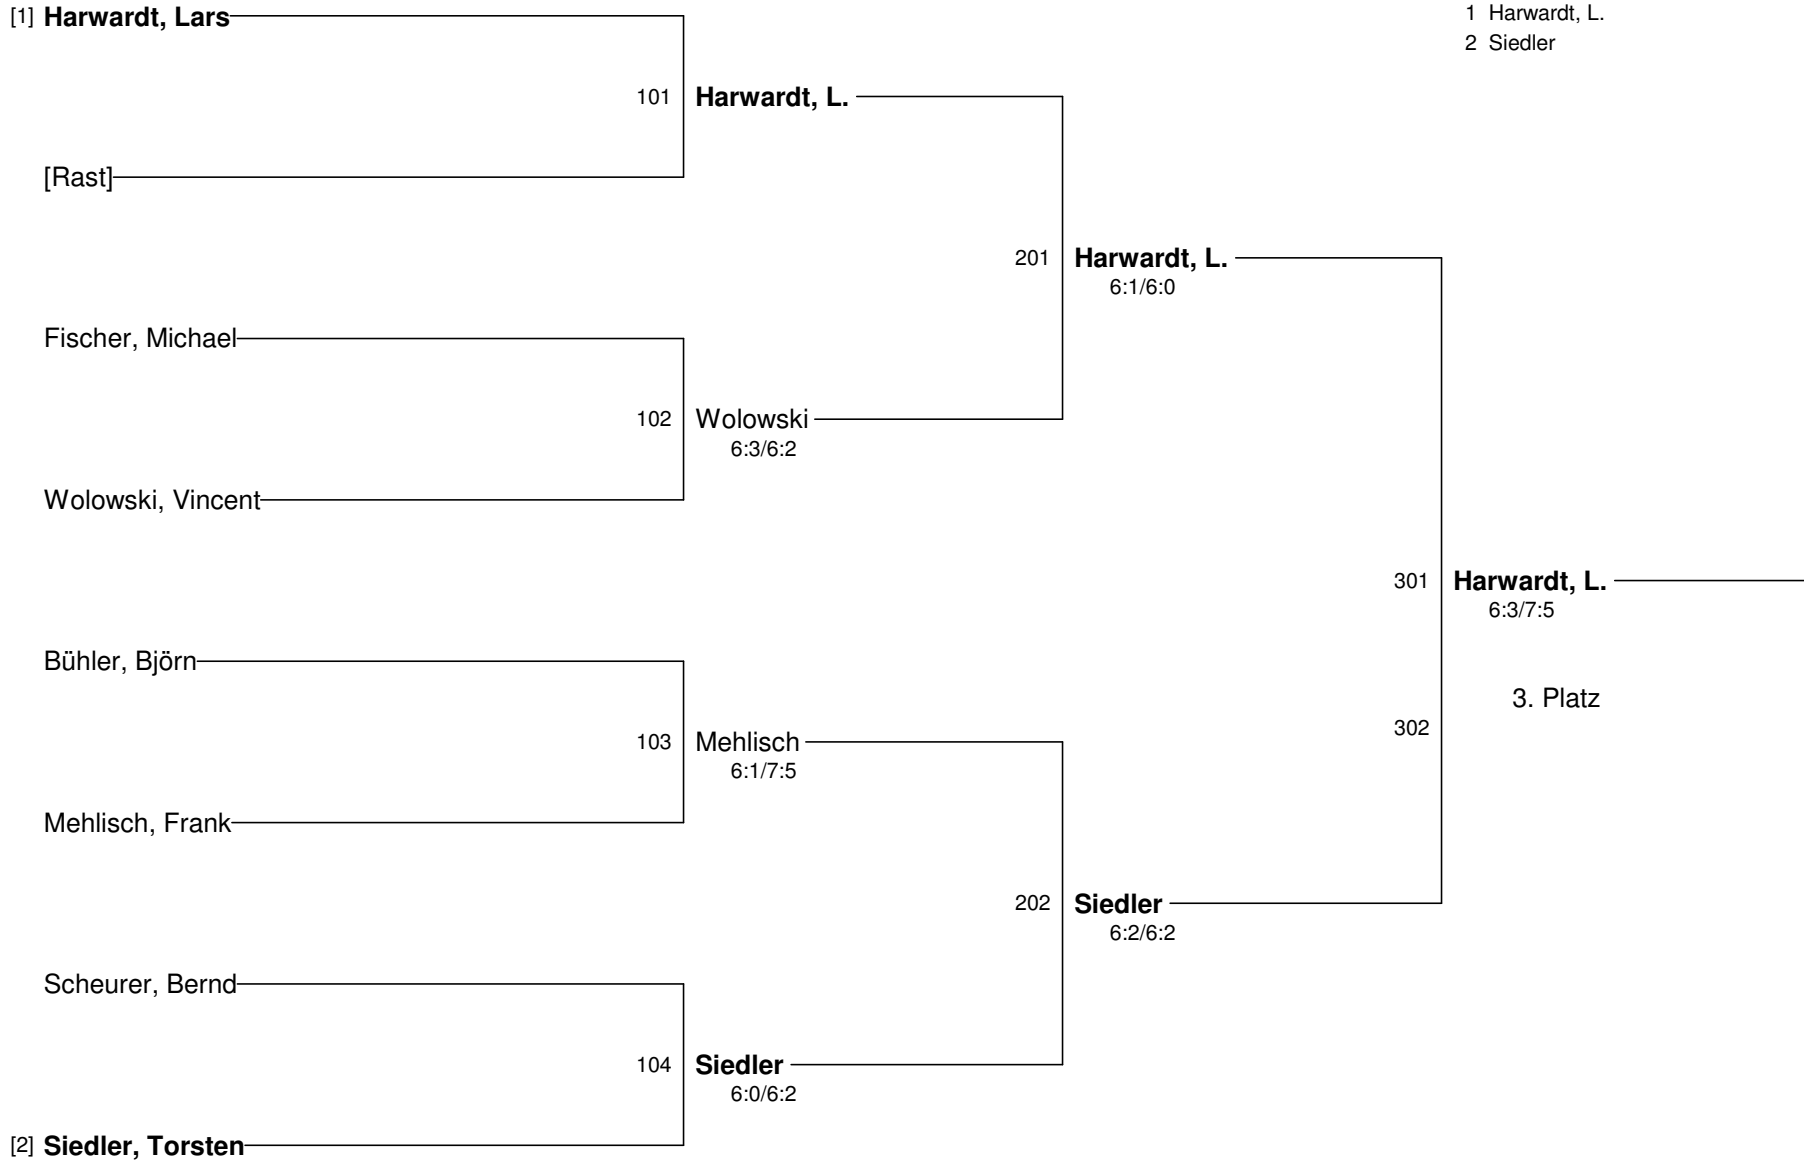 [1] Harwardt, Lars
1 Harwardt, L.
2 Siedler
101 Harwardt, L.
[Rast]
201 Harwardt, L.
6:1/6:0
Fischer, Michael
102 Wolowski
6:3/6:2
Wolowski, Vincent
301 Harwardt, L.
6:3/7:5
Bühler, Björn
3. Platz
302
103 Mehlisch
6:1/7:5
Mehlisch, Frank
202 Siedler
6:2/6:2
Scheurer, Bernd
104 Siedler
6:0/6:2
[2] Siedler, Torsten